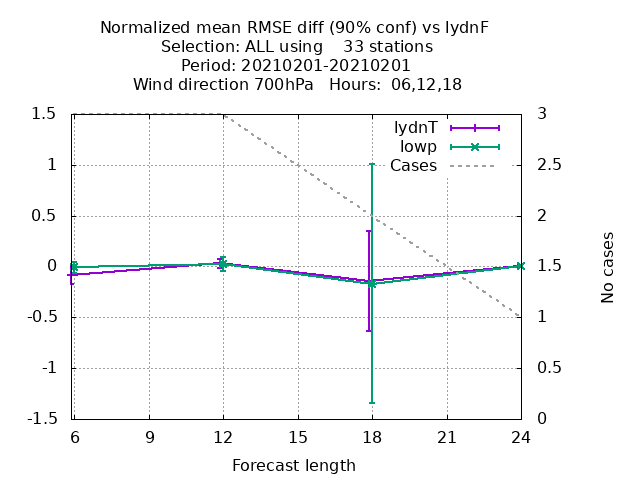 Normalized mean RMSE diff (90% conf) vs lydnF
Selection: ALL using    33 stations
Period: 20210201-20210201
Wind direction 700hPa   Hours:  06,12,18
1.5
1
0.5
0
-0.5
-1
-1.5
3
2.5
2
1.5
1
0.5
0
lydnT
lowp
Cases
No cases
6 9 12 15 18 21 24
Forecast length